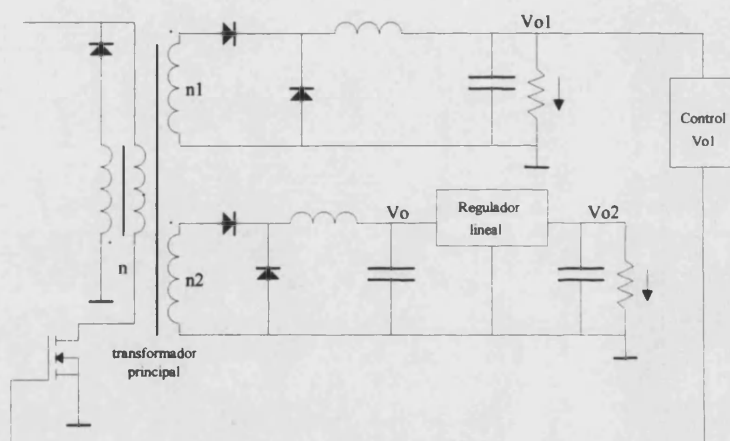 Vo1
n1
Control
Vo1
Vo
Regulador
lineal
Vo2
n
n2
transformador
principal